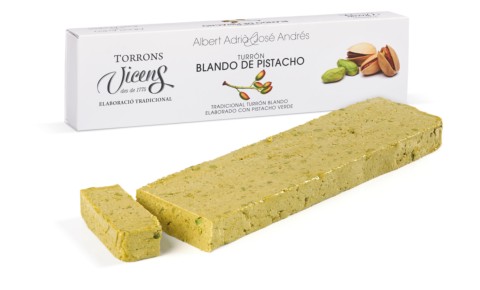 Albert Adrià & José Andrés
TORRONS
Vicens
des de 1775
ELABORACIÓ TRADICIONAL
TURRÓN
BLANDO DE PISTACHO
TRADICIONAL TURRÓN BLANDO
ELABORADO CON PISTACHO VERDE